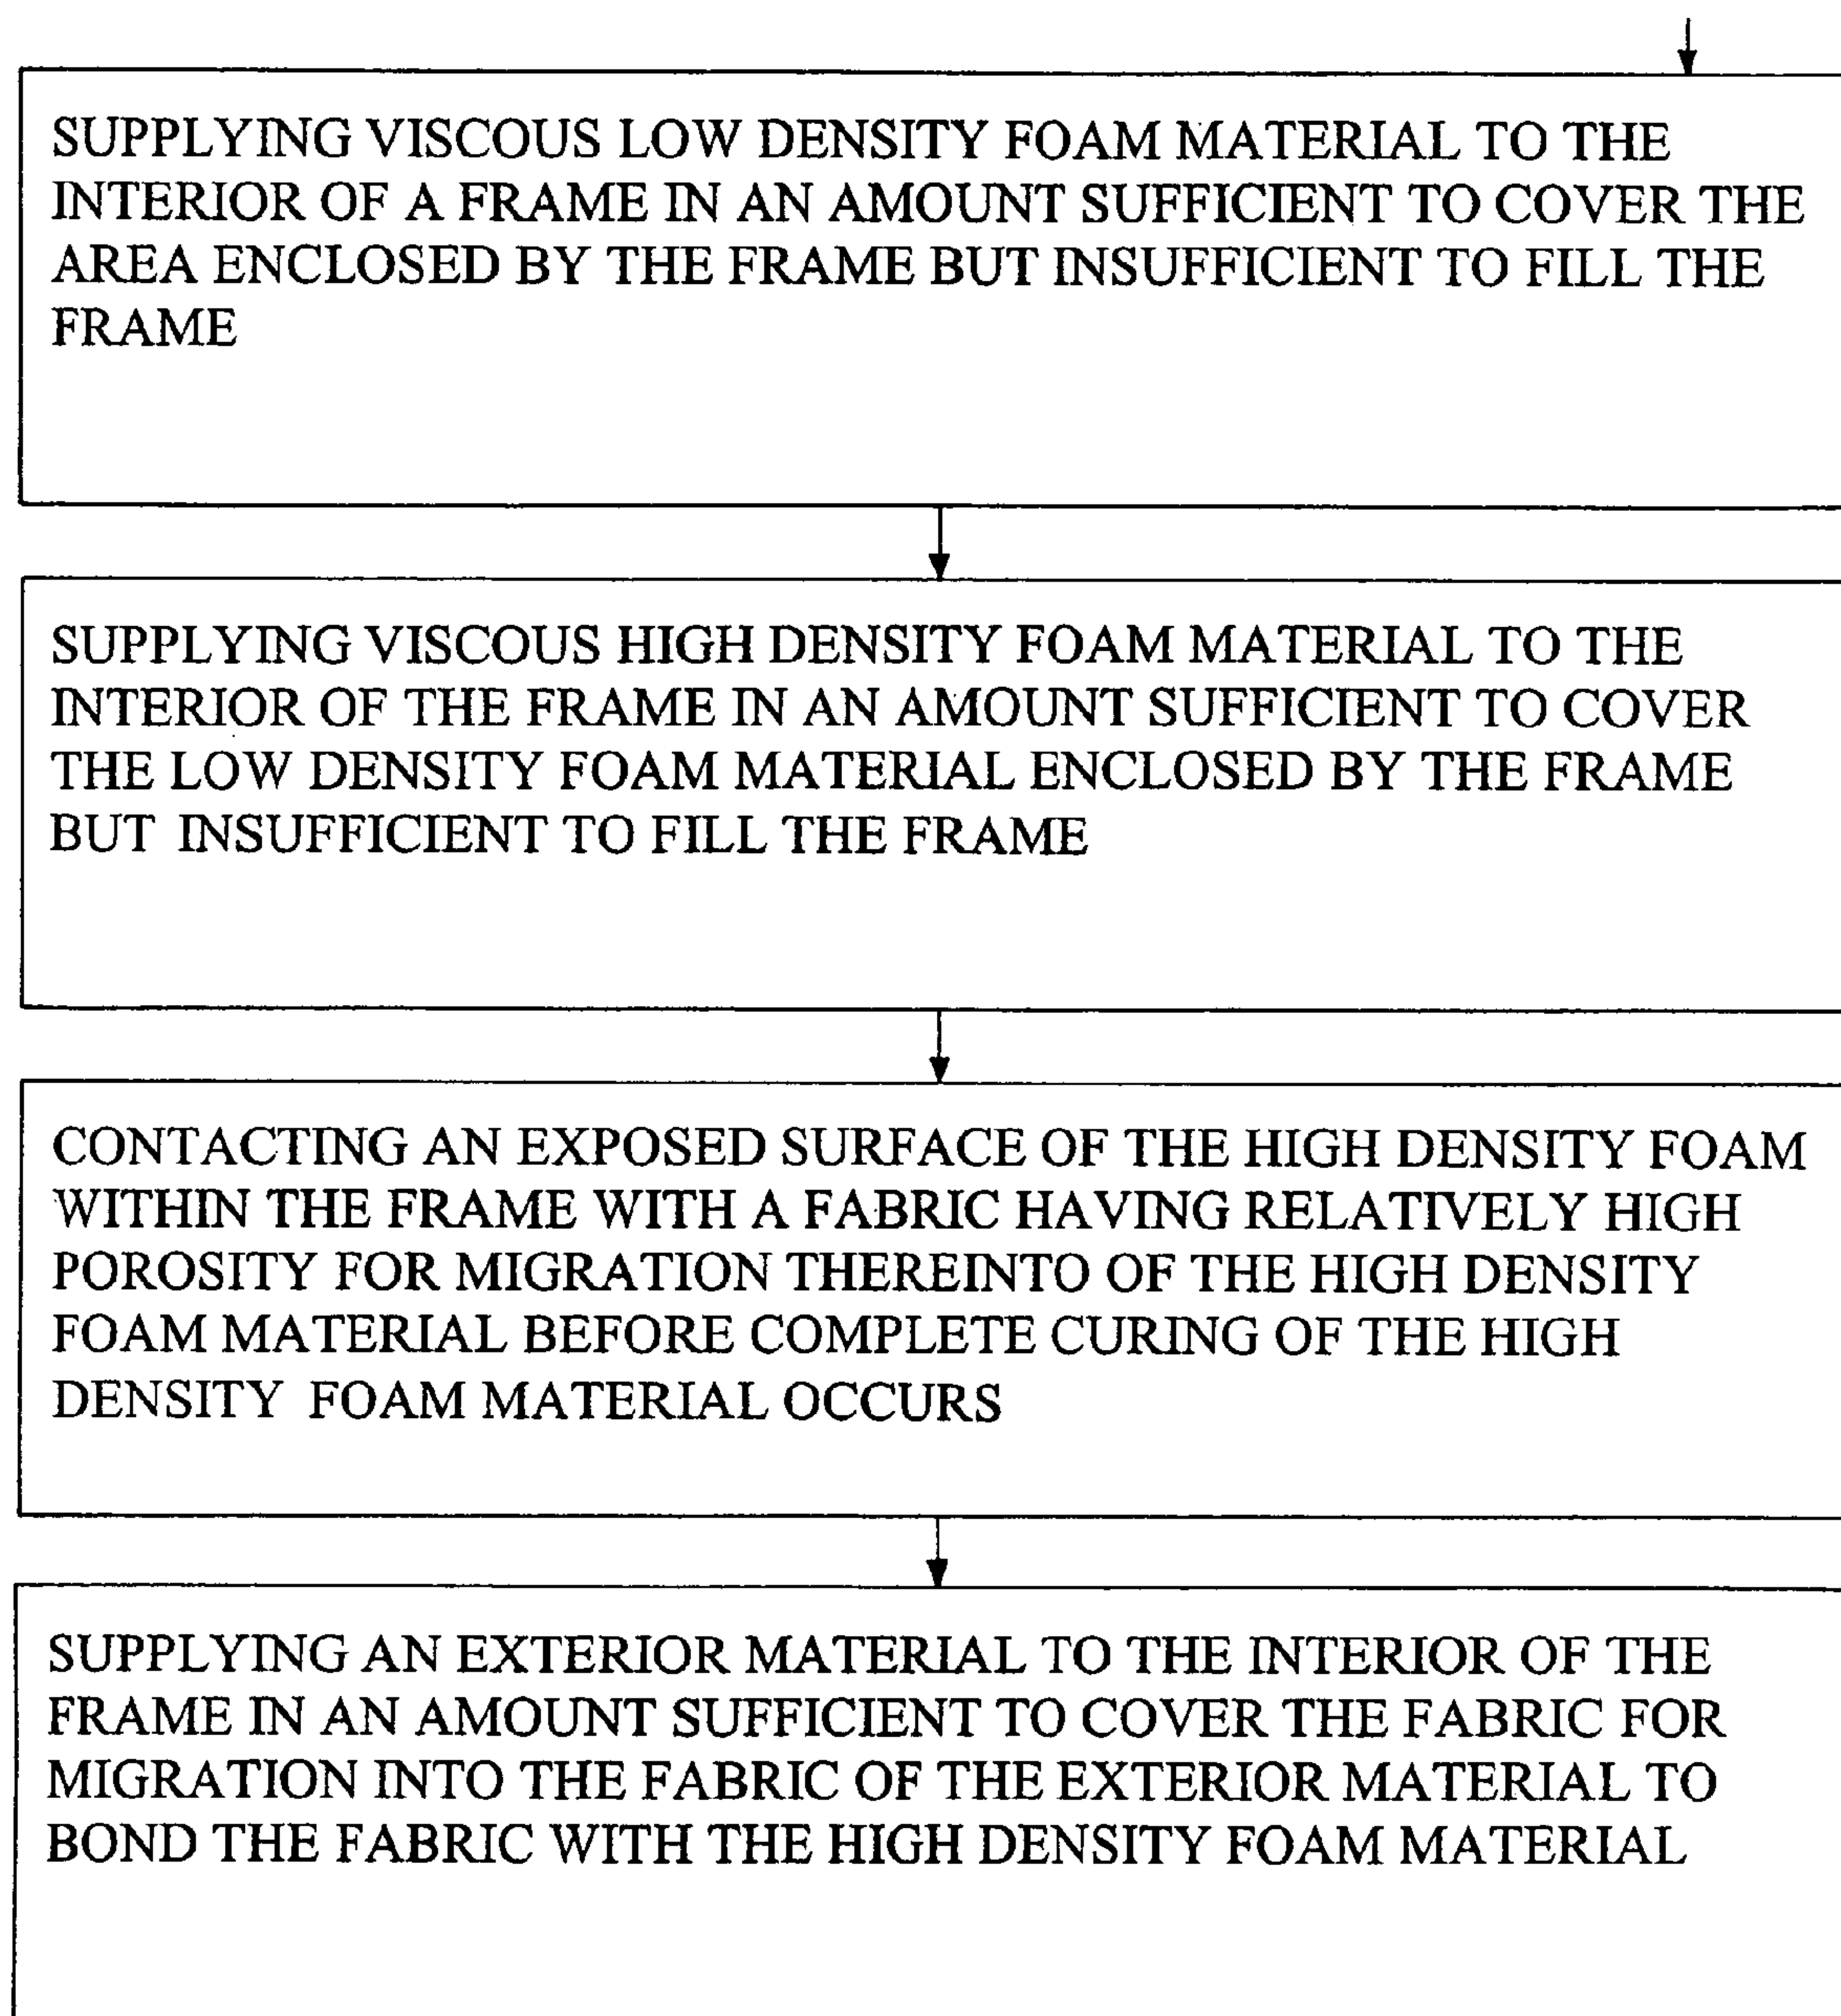 SUPPLYING VISCOUS LOW DENSITY FOAM MATERIAL TO THE
INTERIOR OF A FRAME IN AN AMOUNT SUFFICIENT TO COVER THE
AREA ENCLOSED BY THE FRAME BUT INSUFFICIENT TO FILL THE
FRAME
SUPPLYING VISCOUS HIGH DENSITY FOAM MATERIAL TO THE
INTERIOR OF THE FRAME IN AN AMOUNT SUFFICIENT TO COVER
THE LOW DENSITY FOAM MATERIAL ENCLOSED BY THE FRAME
BUT INSUFFICIENT TO FILL THE FRAME
CONTACTING AN EXPOSED SURFACE OF THE HIGH DENSITY FOAM
WITHIN THE FRAME WITH A FABRIC HAVING RELATIVELY HIGH
POROSITY FOR MIGRATION THEREINTO OF THE HIGH DENSITY
FOAM MATERIAL BEFORE COMPLETE CURING OF THE HIGH
DENSITY FOAM MATERIAL OCCURS
SUPPLYING AN EXTERIOR MATERIAL TO THE INTERIOR OF THE
FRAME IN AN AMOUNT SUFFICIENT TO COVER THE FABRIC FOR
MIGRATION INTO THE FABRIC OF THE EXTERIOR MATERIAL TO
BOND THE FABRIC WITH THE HIGH DENSITY FOAM MATERIAL